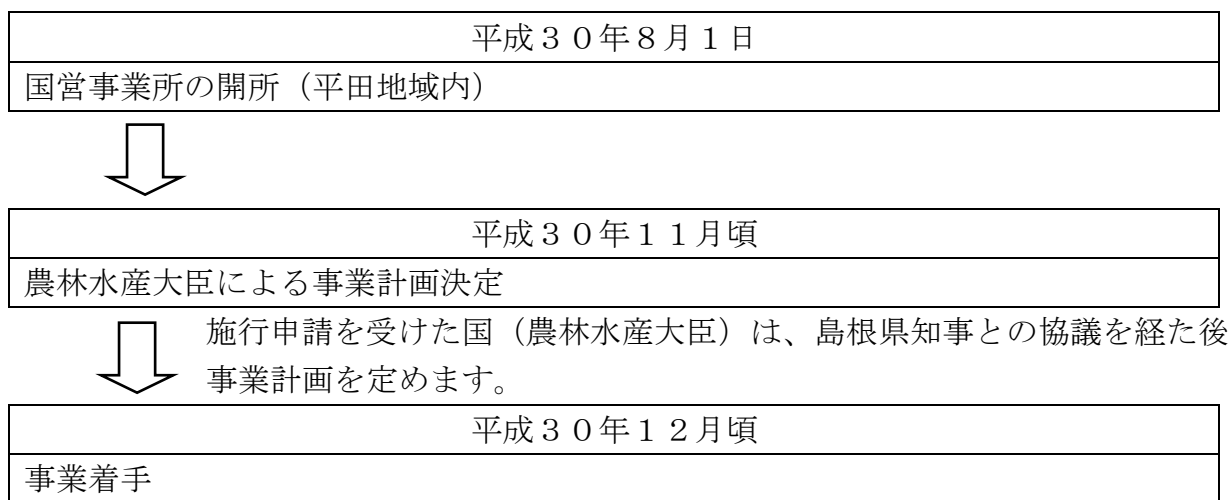 平成３０年８月１日
国営事業所の開所（平田地域内）
平成３０年１１月頃
農林水産大臣による事業計画決定
施行申請を受けた国（農林水産大臣）は、島根県知事との協議を経た後
事業計画を定めます。
平成３０年１２月頃
事業着手